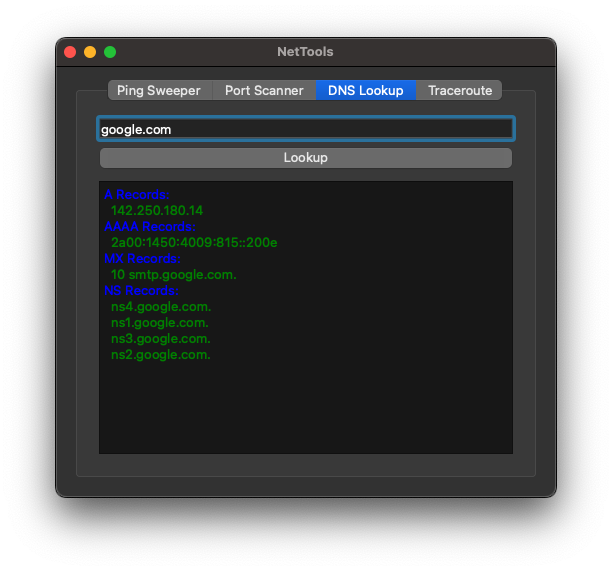 NetTools
Ping Sweeper Port Scanner DNS Lookup Traceroute
google.com
Lookup
A Records:
142.250.180.14
AAAA Records:
2a00:1450:4009:815::200e
MX Records:
10 smtp.google.com.
NS Records:
ns4.google.com.
ns1.google.com.
ns3.google.com.
ns2.google.com.